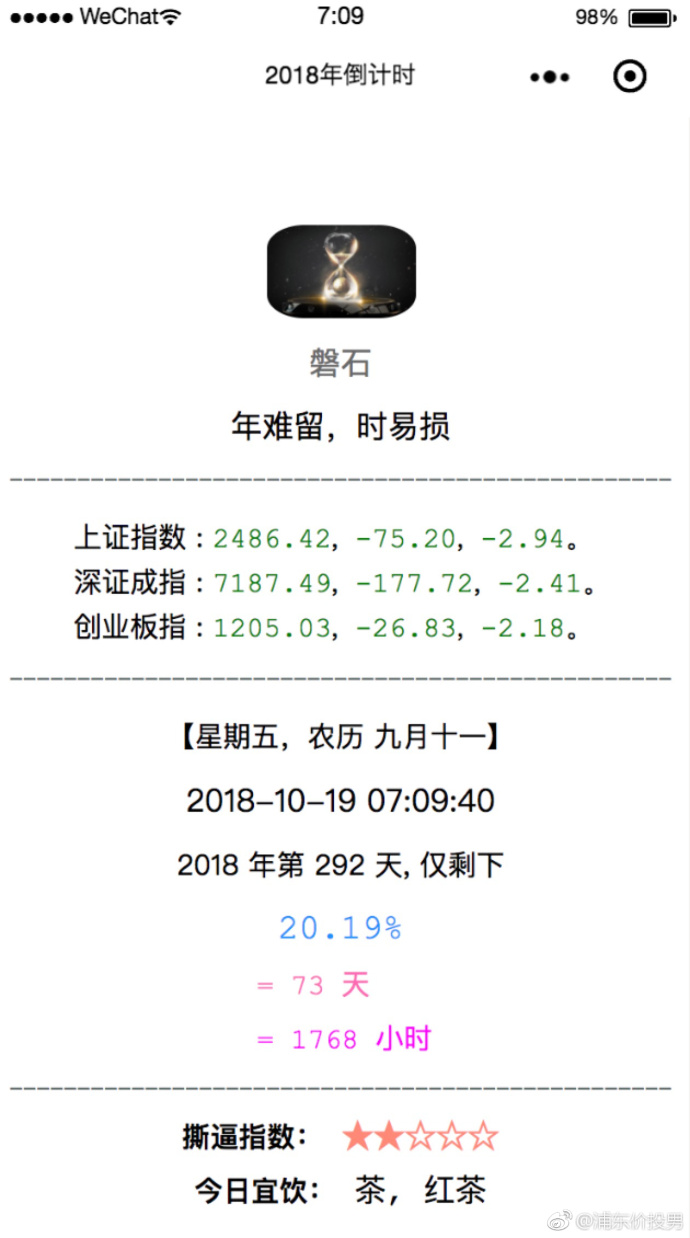 WeChat 7:09 98%
2018年倒计时
磐石
年难留，时易损
上证指数：2486.42, -75.20, -2.94。
深证成指：7187.49, -177.72, -2.41。
创业板指：1205.03, -26.83, -2.18。
【星期五，农历 九月十一】
2018-10-19 07:09:40
2018 年第 292 天, 仅剩下
20.19%
= 73 天
= 1768 小时
撕逼指数： ★★☆☆☆
今日宜饮： 茶，红茶
@浦东价投男